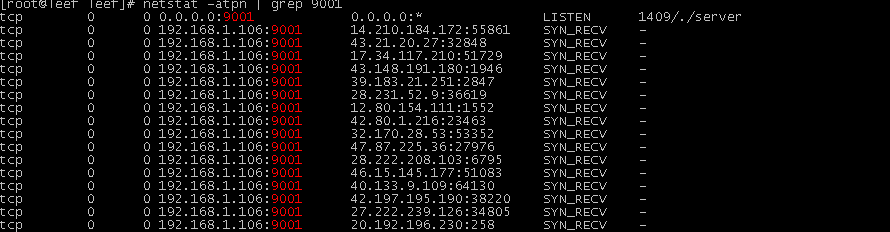 [root@leef leef]# netstat -atpn | grep 9001
tcp 0 0 0.0.0.0:9001 0.0.0.0:* LISTEN 1409/./server
tcp 0 0 192.168.1.106:9001 14.210.184.172:55861 SYN_RECV -
tcp 0 0 192.168.1.106:9001 43.21.20.27:32848 SYN_RECV -
tcp 0 0 192.168.1.106:9001 17.34.117.210:51729 SYN_RECV -
tcp 0 0 192.168.1.106:9001 43.148.191.180:1946 SYN_RECV -
tcp 0 0 192.168.1.106:9001 39.183.21.251:2847 SYN_RECV -
tcp 0 0 192.168.1.106:9001 28.231.52.9:36619 SYN_RECV -
tcp 0 0 192.168.1.106:9001 12.80.154.111:1552 SYN_RECV -
tcp 0 0 192.168.1.106:9001 42.80.1.216:23463 SYN_RECV -
tcp 0 0 192.168.1.106:9001 32.170.28.53:53352 SYN_RECV -
tcp 0 0 192.168.1.106:9001 47.87.225.36:27976 SYN_RECV -
tcp 0 0 192.168.1.106:9001 28.222.208.103:6795 SYN_RECV -
tcp 0 0 192.168.1.106:9001 46.15.145.177:51083 SYN_RECV -
tcp 0 0 192.168.1.106:9001 40.133.9.109:64130 SYN_RECV -
tcp 0 0 192.168.1.106:9001 42.197.195.190:38220 SYN_RECV -
tcp 0 0 192.168.1.106:9001 27.222.239.126:34805 SYN_RECV -
tcp 0 0 192.168.1.106:9001 20.192.196.230:258 SYN_RECV -